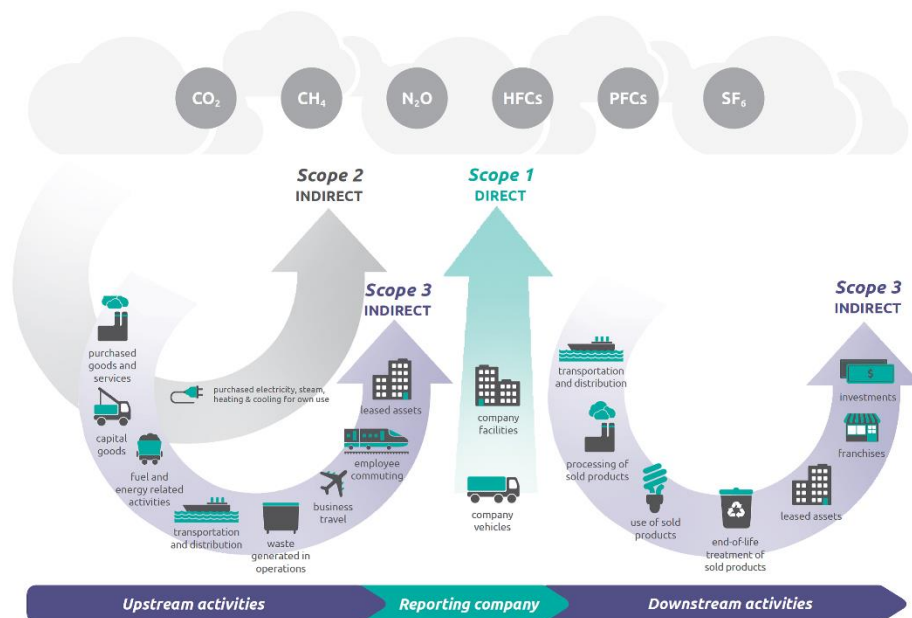 CO₂
CH₄
N₂O
HFCs
PFCs
SF₆
Scope 2
INDIRECT
Scope 1
DIRECT
Scope 3
INDIRECT
Scope 3
INDIRECT
purchased
goods and
services
capital
goods
fuel and
energy related
activities
transportation
and distribution
waste
generated in
operations
business
travel
employee
commuting
leased assets
purchased electricity, steam,
heating & cooling for own use
company
facilities
company
vehicles
transportation
and distribution
processing of
sold products
use of sold
products
end-of-life
treatment of
sold products
leased assets
franchises
$
investments
Upstream activities
Reporting company
Downstream activities